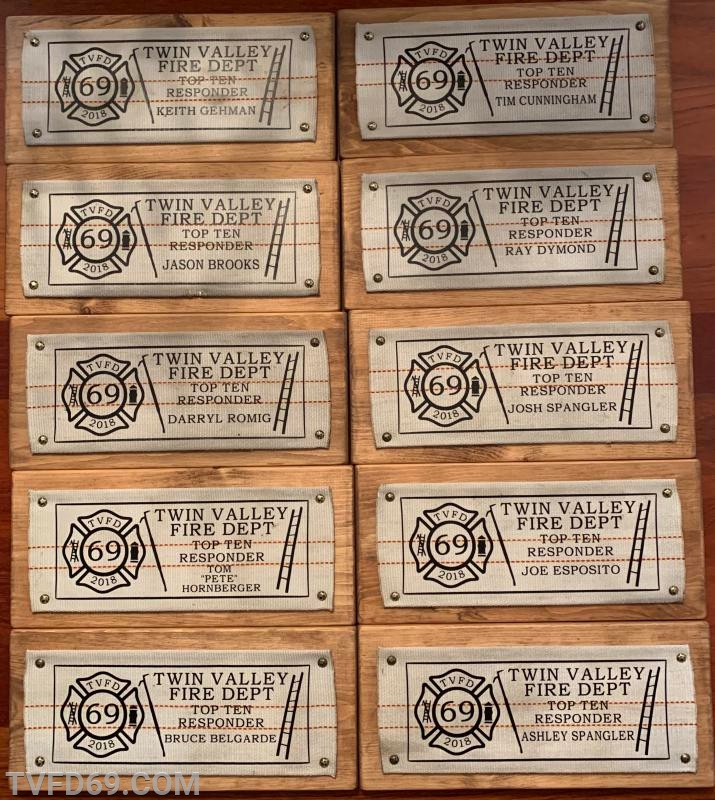 TVFD
69
2018
TWIN VALLEY
FIRE DEPT
TOP TEN
RESPONDER
KEITH GEHMAN
TVFD
69
2018
TWIN VALLEY
FIRE DEPT
TOP TEN
RESPONDER
TIM CUNNINGHAM
TVFD
69
2018
TWIN VALLEY
FIRE DEPT
TOP TEN
RESPONDER
JASON BROOKS
TVFD
69
2018
TWIN VALLEY
FIRE DEPT
TOP TEN
RESPONDER
RAY DYMOND
TVFD
69
2018
TWIN VALLEY
FIRE DEPT
TOP TEN
RESPONDER
DARRYL ROMIG
TVFD
69
2018
TWIN VALLEY
FIRE DEPT
TOP TEN
RESPONDER
JOSH SPANGLER
TVFD
69
2018
TWIN VALLEY
FIRE DEPT
TOP TEN
RESPONDER
TOM
"PETE"
HORNBERGER
TVFD
69
2018
TWIN VALLEY
FIRE DEPT
TOP TEN
RESPONDER
JOE ESPOSITO
TVFD
69
2018
TWIN VALLEY
FIRE DEPT
TOP TEN
RESPONDER
BRUCE BELGARDE
TVFD
69
2018
TWIN VALLEY
FIRE DEPT
TOP TEN
RESPONDER
ASHLEY SPANGLER
TVFD69.COM